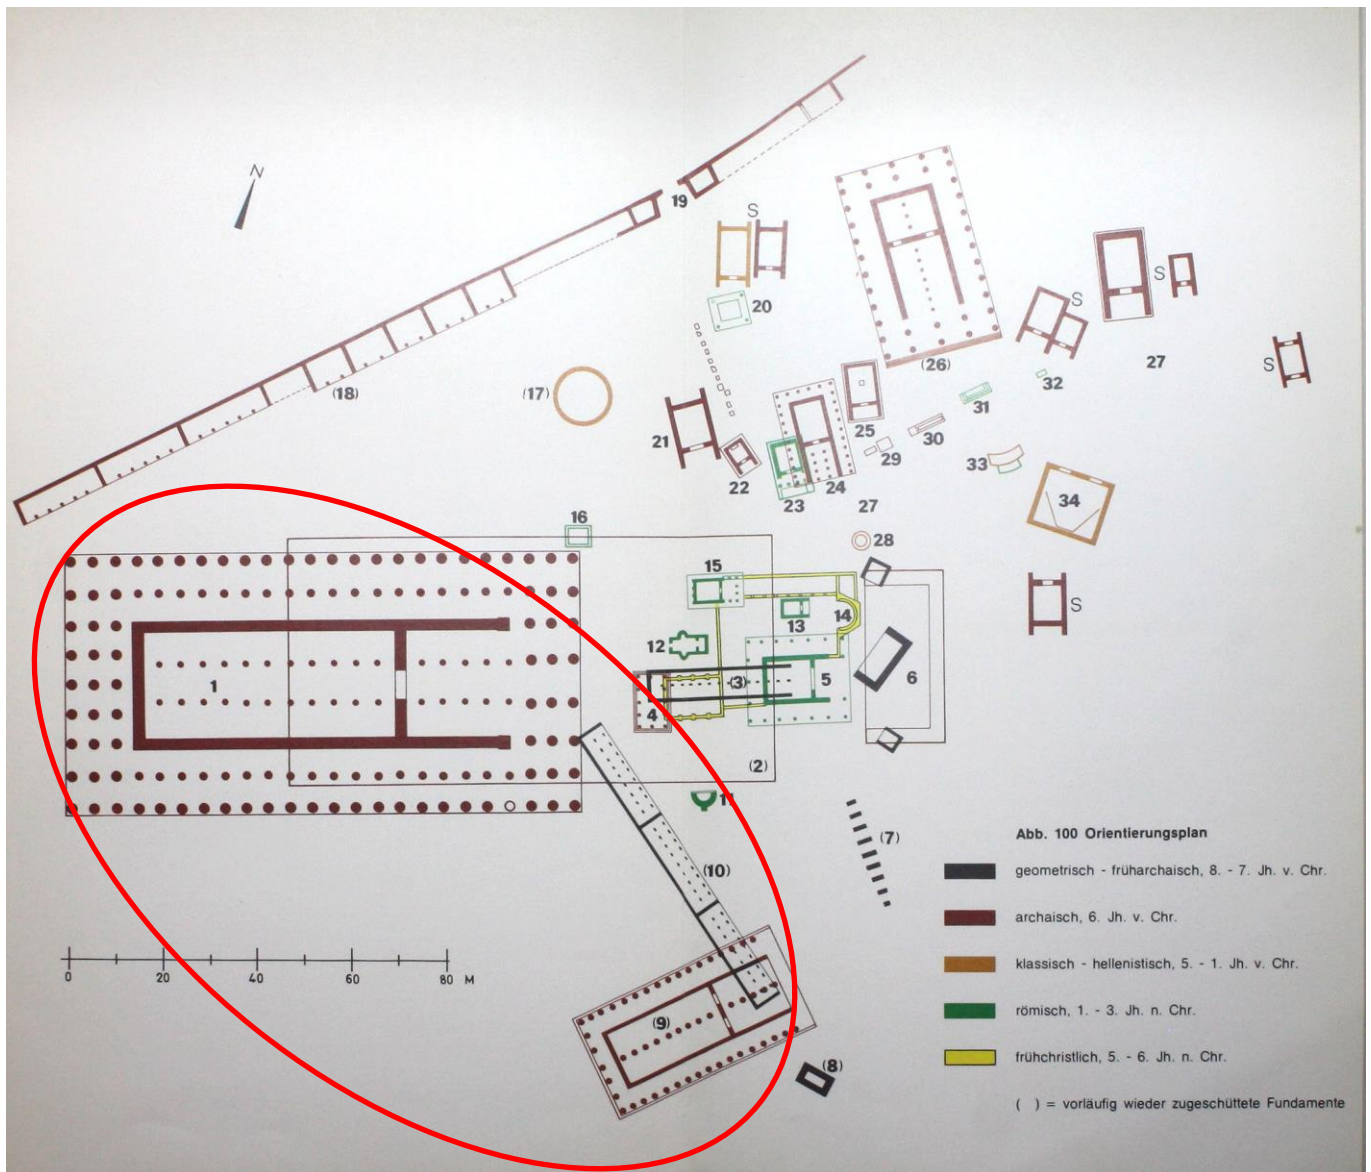 N
19
S
20
(26)
S
S
27
S
32
31
(18)
(17)
21
25
30
29
22
23
24
27
33
34
28
S
16
15
14
13
12
1
(3)
5
6
4
(2)
11
(7)
(10)
(9)
(8)
0 20 40 60 80 M
Abb. 100 Orientierungsplan
geometrisch - früharchaisch, 8. - 7. Jh. v. Chr.
archaisch, 6. Jh. v. Chr.
klassisch - hellenistisch, 5. - 1. Jh. v. Chr.
römisch, 1. - 3. Jh. n. Chr.
frühchristlich, 5. - 6. Jh. n. Chr.
( ) = vorläufig wieder zugeschüttete Fundamente